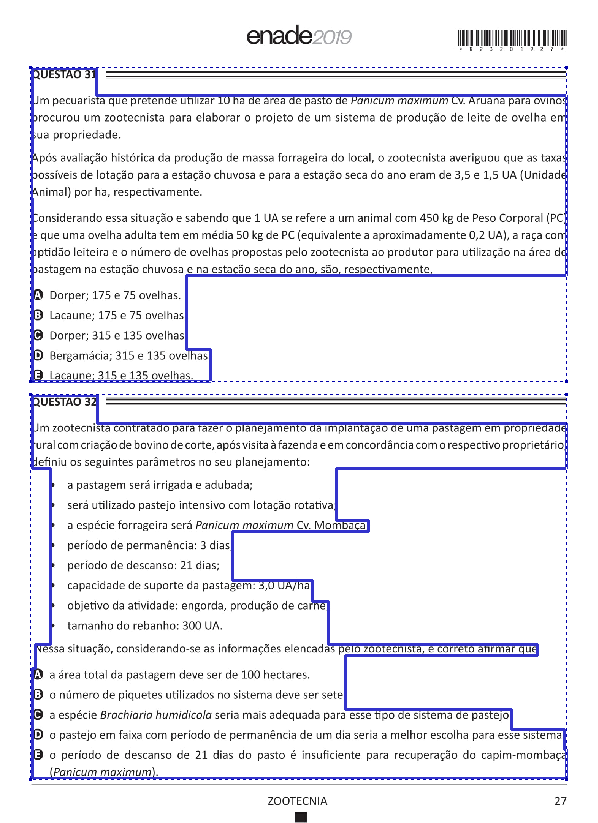 enade2019
QUESTÃO 31
Um pecuarista que pretende utilizar 10 ha de área de pasto de Panicum maximum Cv. Aruana para ovinos
procurou um zootecnista para elaborar o projeto de um sistema de produção de leite de ovelha em
sua propriedade.
Após avaliação histórica da produção de massa forrageira do local, o zootecnista averiguou que as taxas
possíveis de lotação para a estação chuvosa e para a estação seca do ano eram de 3,5 e 1,5 UA (Unidade
Animal) por ha, respectivamente.
Considerando essa situação e sabendo que 1 UA se refere a um animal com 450 kg de Peso Corporal (PC)
e que uma ovelha adulta tem em média 50 kg de PC (equivalente a aproximadamente 0,2 UA), a raça com
aptidão leiteira e o número de ovelhas propostas pelo zootecnista ao produtor para utilização na área de
pastagem na estação chuvosa e na estação seca do ano, são, respectivamente,
A Dorper; 175 e 75 ovelhas.
B Lacaune; 175 e 75 ovelhas
C Dorper; 315 e 135 ovelhas
D Bergamácia; 315 e 135 ovelhas
E Lacaune; 315 e 135 ovelhas.
QUESTÃO 32
Um zootecnista contratado para fazer o planejamento da implantação de uma pastagem em propriedade
rural com criação de bovino de corte, após visita à fazenda e em concordância com o respectivo proprietário,
definiu os seguintes parâmetros no seu planejamento:
• a pastagem será irrigada e adubada;
• será utilizado pastejo intensivo com lotação rotativa;
• a espécie forrageira será Panicum maximum Cv. Mombaça;
• período de permanência: 3 dias;
• período de descanso: 21 dias;
• capacidade de suporte da pastagem: 3,0 UA/ha;
• objetivo da atividade: engorda, produção de carne;
• tamanho do rebanho: 300 UA.
Nessa situação, considerando-se as informações elencadas pelo zootecnista, é correto afirmar que
A a área total da pastagem deve ser de 100 hectares.
B o número de piquetes utilizados no sistema deve ser sete.
C a espécie Brachiaria humidicola seria mais adequada para esse tipo de sistema de pastejo.
D o pastejo em faixa com período de permanência de um dia seria a melhor escolha para esse sistema.
E o período de descanso de 21 dias do pasto é insuficiente para recuperação do capim-mombaça
(Panicum maximum).
ZOOTECNIA
27